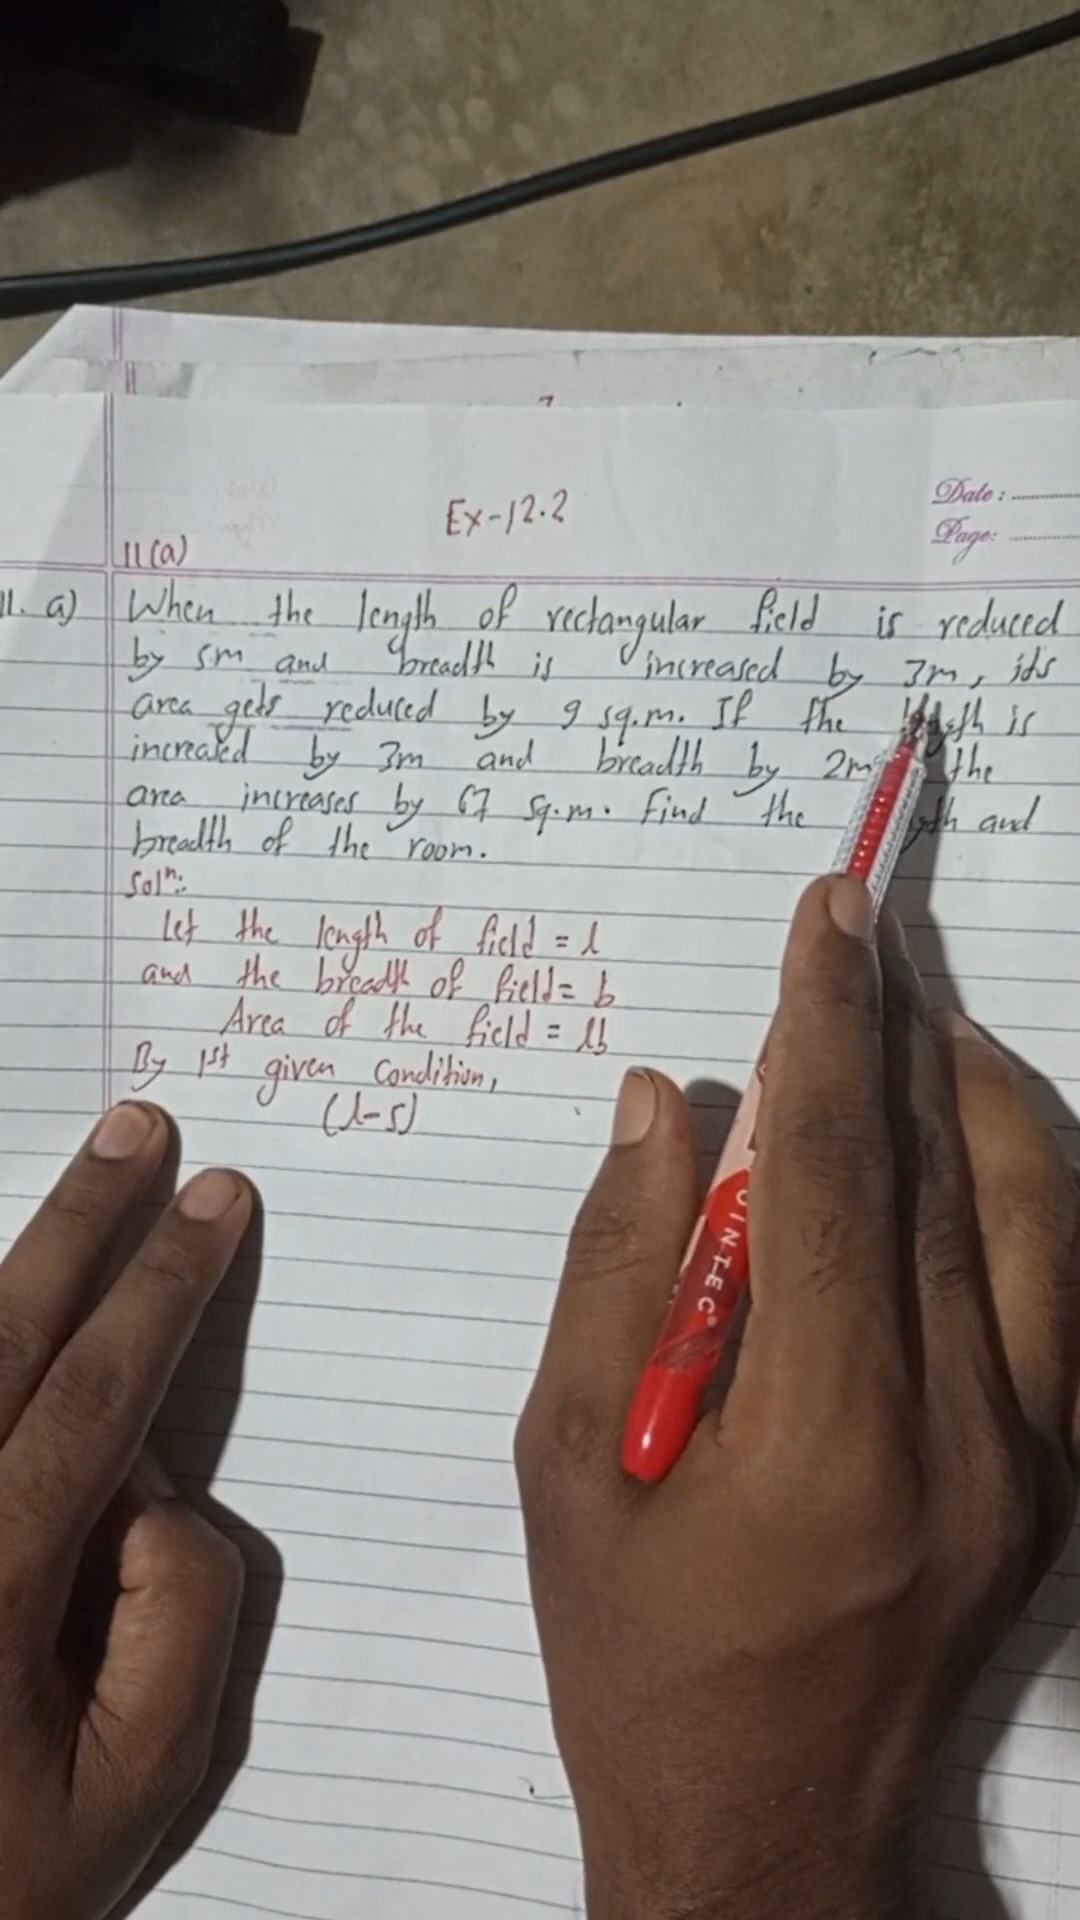 Ex-12.2
Date:
Page:
11(a)
11. a) When the length of rectangular field is reduced
by 5m and breadth is increased by 3m, it's
area gets reduced by 9 sq.m. If the is
increased by 3m and breadth by 2m the
area increases by 67 sq.m. Find the and
breadth of the room.
Solⁿ:
Let the length of field = l
and the breadth of field = b
Area of the field = lb
By 1st given condition,
(l-5)